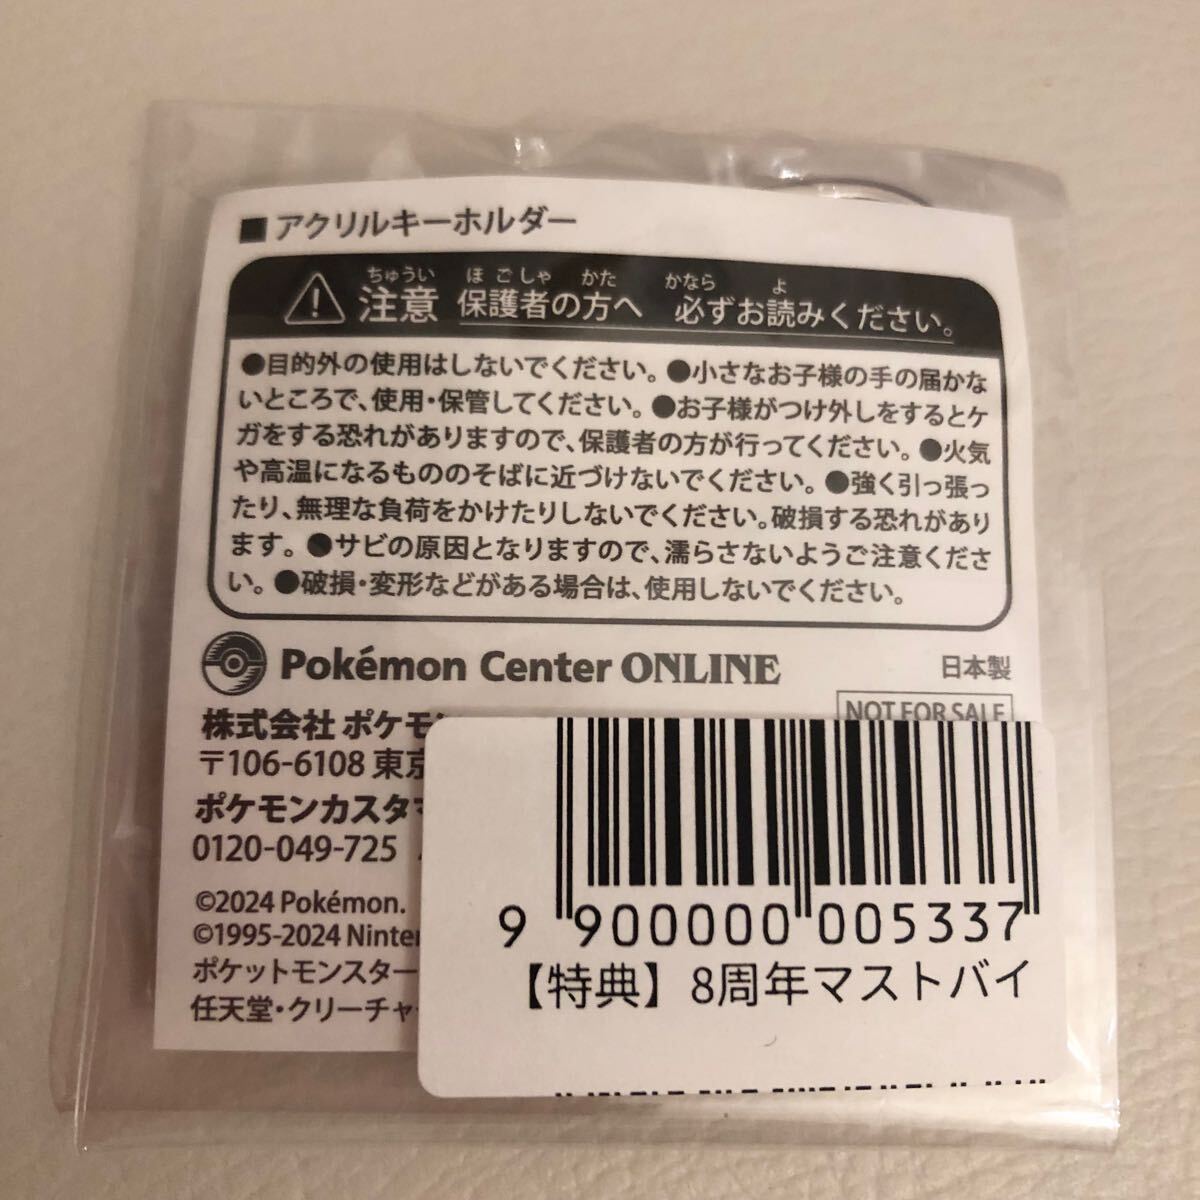 ■アクリルキーホルダー
ちゅうい ほごしゃ かた かなら よ
注意 保護者の方へ 必ずお読みください。
●目的外の使用はしないでください。●小さなお子様の手の届かな
いところで、使用・保管してください。●お子様がつけ外しをするとケ
ガをする恐れがありますので、保護者の方が行ってください。●火気
や高温になるもののそばに近づけないでください。●強く引っ張っ
たり、無理な負荷をかけたりしないでください。破損する恐れがあり
ます。●サビの原因となりますので、濡らさないようご注意くださ
い。●破損・変形などがある場合は、使用しないでください。
Pokémon Center ONLINE 日本製
NOT FOR SALE
株式会社 ポケモン
〒106-6108 東京
ポケモンカスタマ
0120-049-725
©2024 Pokémon.
©1995-2024 Ninten
ポケットモンスター
任天堂・クリーチャ
9 900000 005337
【特典】8周年マストバイ